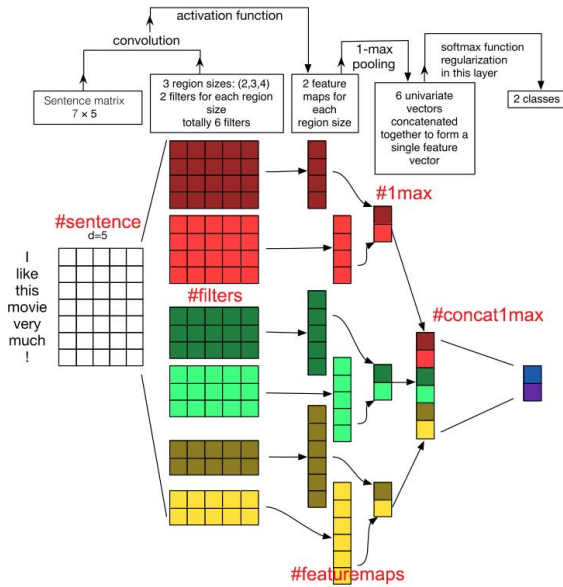 activation function
convolution
1-max
pooling
softmax function
regularization
in this layer
Sentence matrix
7 × 5
3 region sizes: (2,3,4)
2 filters for each region
size
totally 6 filters
2 feature
maps for
each
region size
6 univariate
vectors
concatenated
together to form a
single feature
vector
2 classes
#sentence
d=5
I
like
this
movie
very
much
!
#filters
#1max
#concat1max
#featuremaps